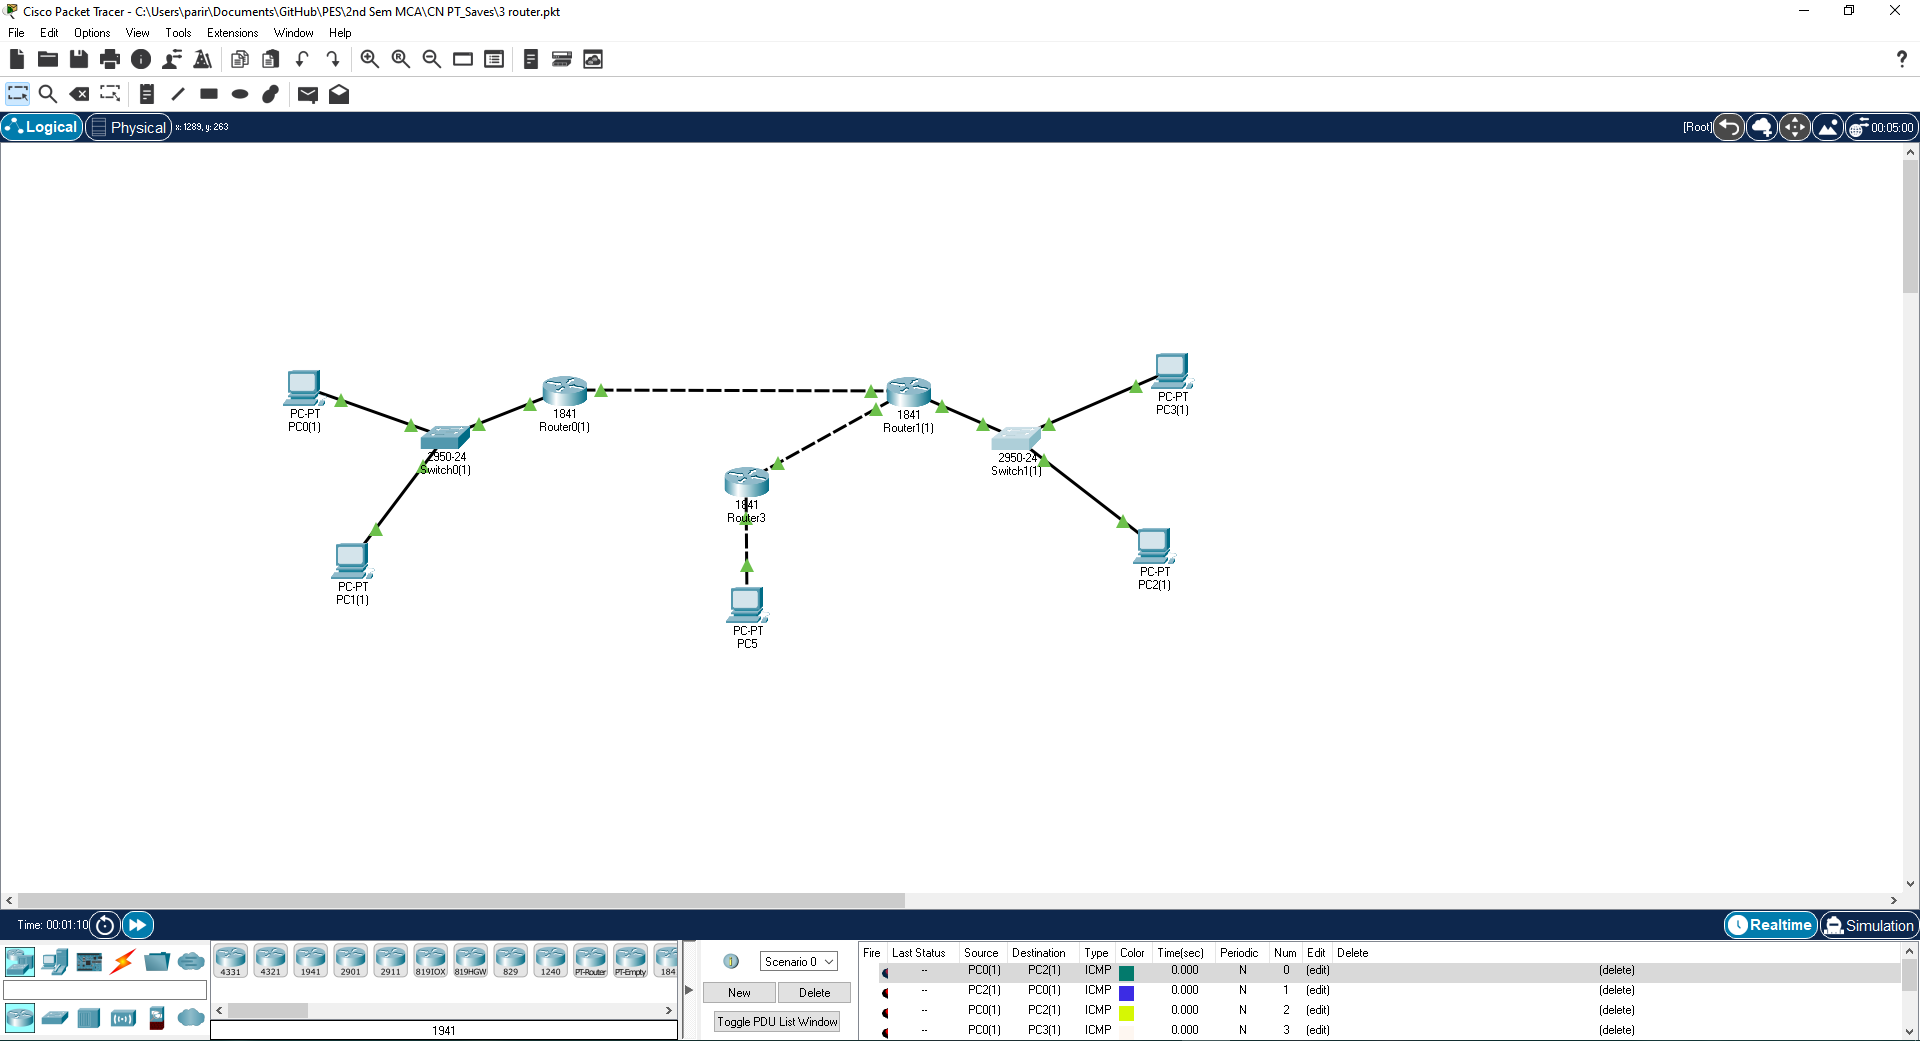 Cisco Packet Tracer - C:\Users\parir\Documents\GitHub\PES\2nd Sem MCA\CN PT_Saves\3 router.pkt
File Edit Options View Tools Extensions Window Help
?
Logical Physical x: 1289, y: 263 [Root] 00:05:00
PC-PT
PC0(1)
1841
Router0(1)
1841
Router1(1)
PC-PT
PC3(1)
2950-24
Switch0(1)
2950-24
Switch1(1)
1841
Router3
PC-PT
PC1(1)
PC-PT
PC2(1)
PC-PT
PC5
Time: 00:01:10 Realtime Simulation
4331 4321 1941 2901 2911 819IOX 819HGW 829 1240 PT-Router PT-Empty 184
1941
Scenario 0
New Delete
Toggle PDU List Window
Fire Last Status Source Destination Type Color Time(sec) Periodic Num Edit Delete
-- PC0(1) PC2(1) ICMP 0.000 N 0 (edit) (delete)
-- PC2(1) PC0(1) ICMP 0.000 N 1 (edit) (delete)
-- PC0(1) PC2(1) ICMP 0.000 N 2 (edit) (delete)
-- PC0(1) PC3(1) ICMP 0.000 N 3 (edit) (delete)